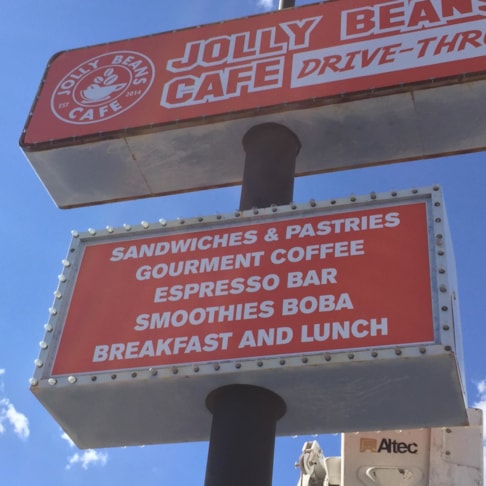 JOLLY BEANS
CAFE
EST 2014
JOLLY BEANS
CAFE DRIVE-THR
SANDWICHES & PASTRIES
GOURMENT COFFEE
ESPRESSO BAR
SMOOTHIES BOBA
BREAKFAST AND LUNCH
Altec